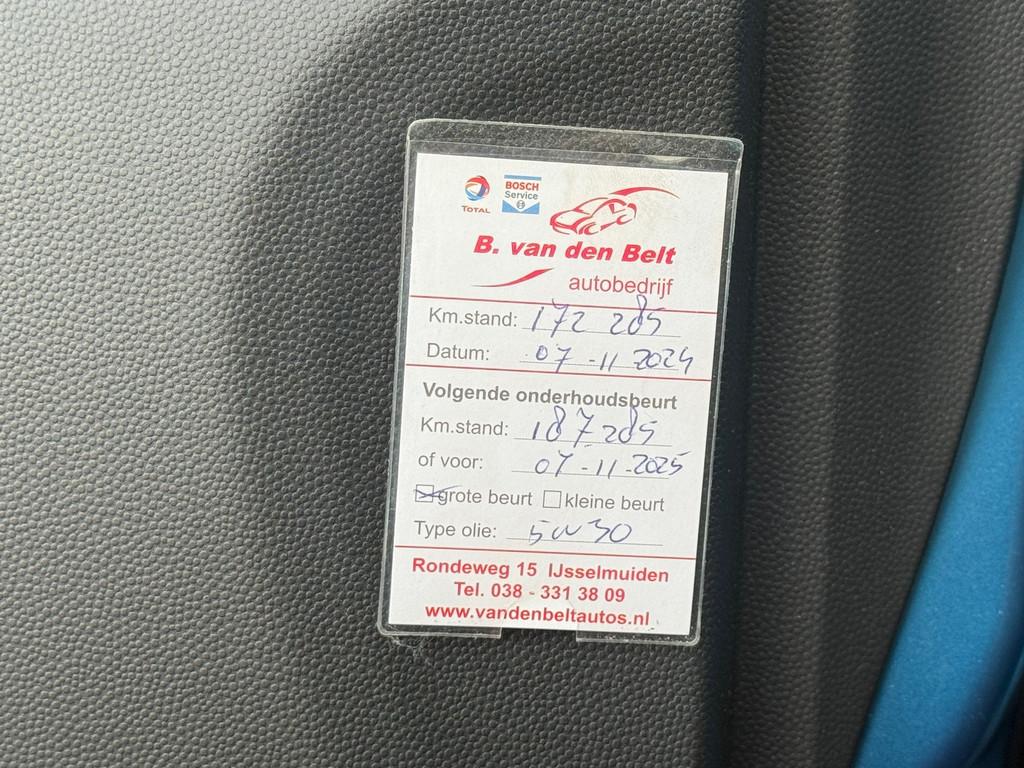 TOTAL
BOSCH
Service
B. van den Belt
autobedrijf
Km.stand: 172 285
Datum: 07-11 2024
Volgende onderhoudsbeurt
Km.stand: 187 285
of voor: 07-11-2025
grote beurt kleine beurt
Type olie: 5W30
Rondeweg 15 IJsselmuiden
Tel. 038 - 331 38 09
www.vandenbeltautos.nl